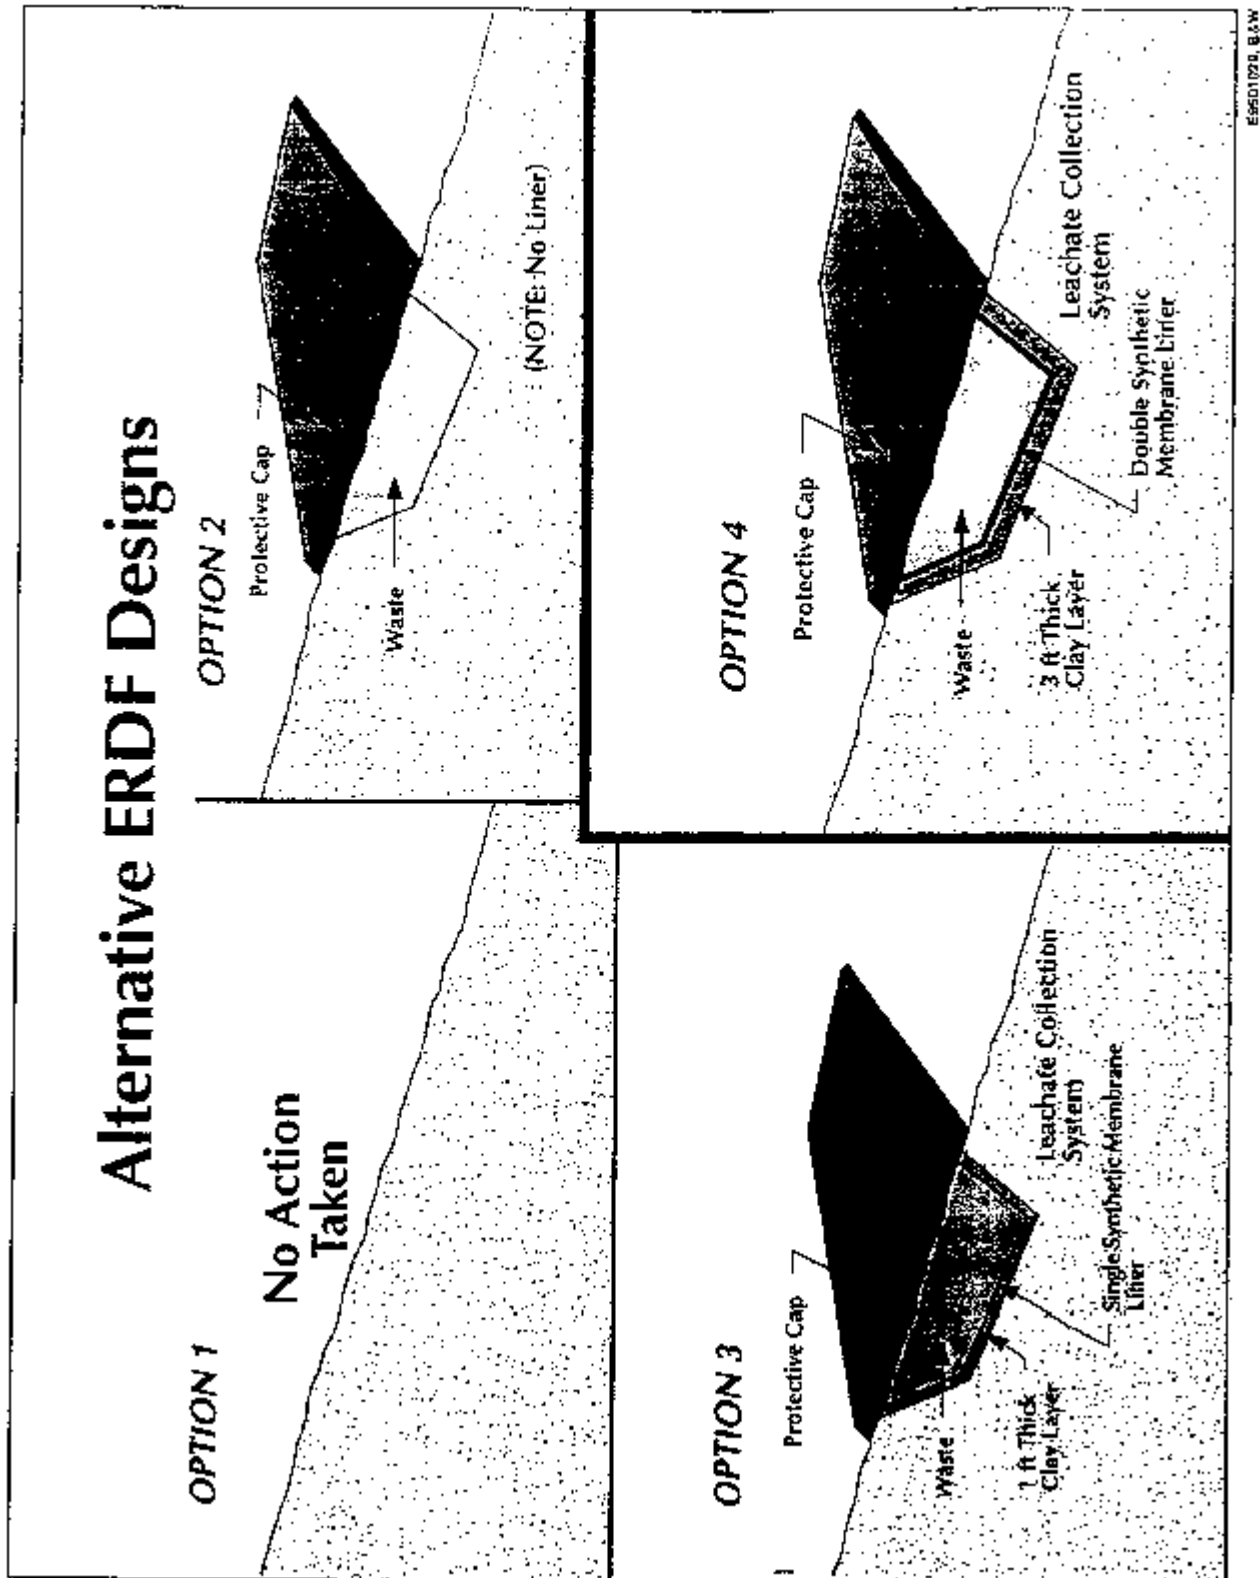 Alternative ERDF Designs
OPTION 1
No Action
Taken
OPTION 2
Protective Cap
Waste
(NOTE: No Liner)
OPTION 3
Protective Cap
Waste
1 ft Thick
Clay Layer
Single Synthetic Membrane
Liner
Leachate Collection
System
OPTION 4
Protective Cap
Waste
3 ft Thick
Clay Layer
Double Synthetic
Membrane Liner
Leachate Collection
System